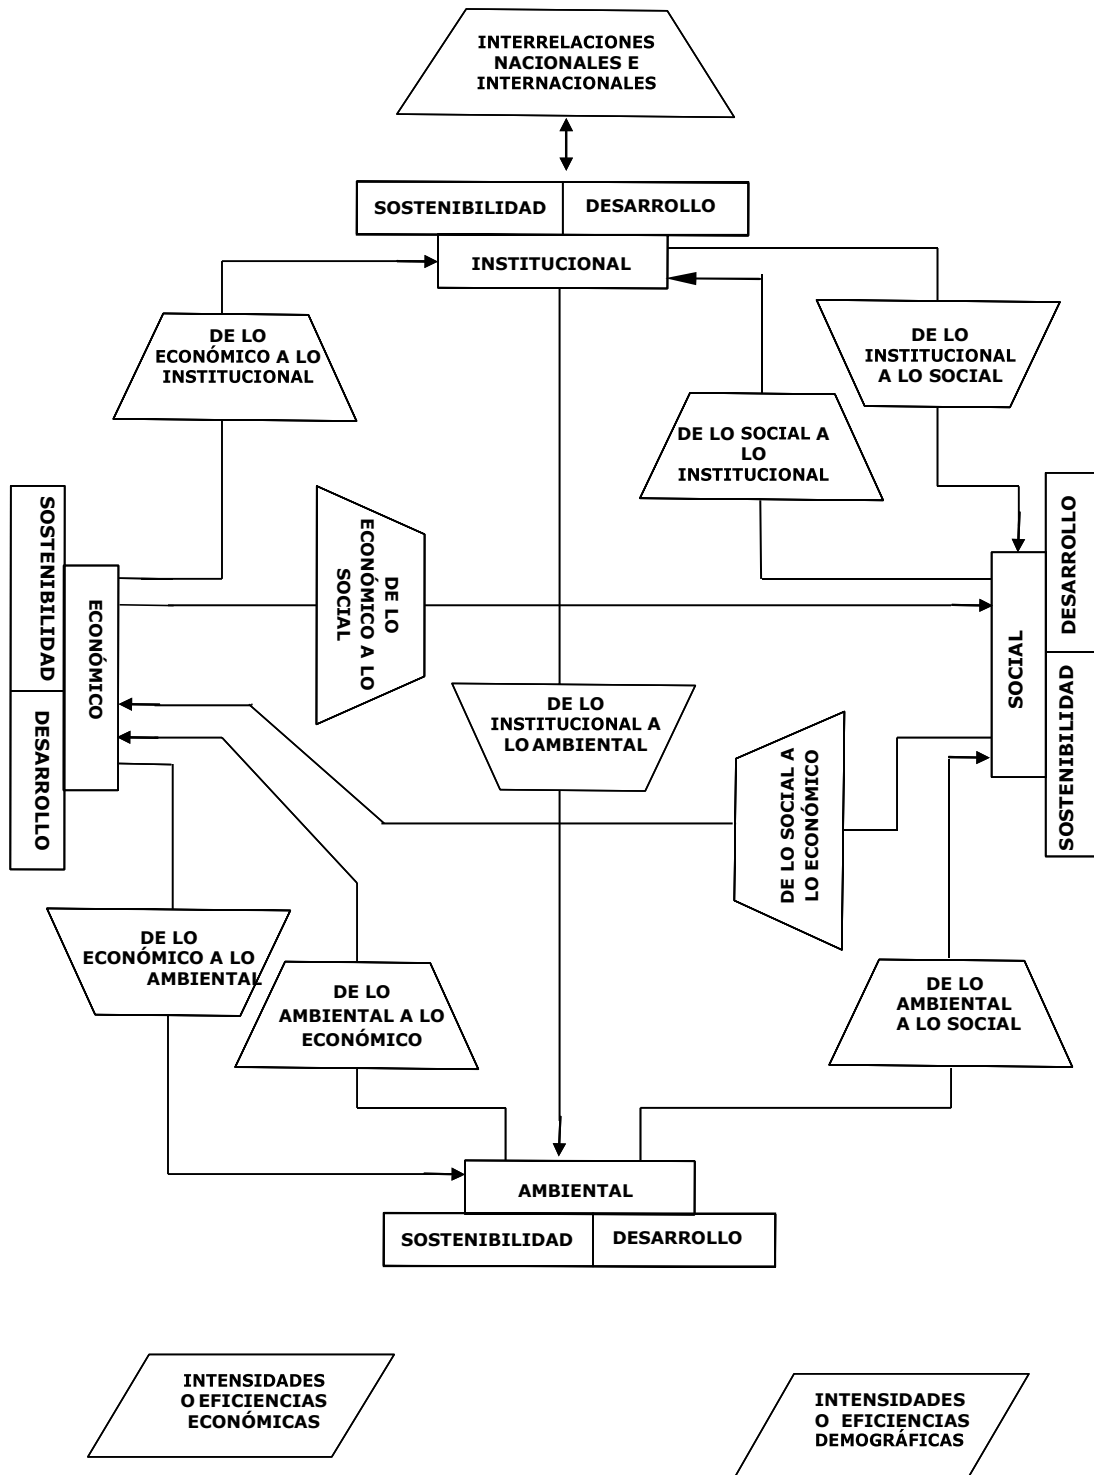 INTERRELACIONES
NACIONALES E
INTERNACIONALES
SOSTENIBILIDAD
DESARROLLO
INSTITUCIONAL
DE LO
ECONÓMICO A LO
INSTITUCIONAL
DE LO
INSTITUCIONAL
A LO SOCIAL
DE LO SOCIAL A
LO
INSTITUCIONAL
SOSTENIBILIDAD
DESARROLLO
ECONÓMICO
DE LO
ECONÓMICO A LO
SOCIAL
DESARROLLO
SOSTENIBILIDAD
SOCIAL
DE LO
INSTITUCIONAL A
LO AMBIENTAL
DE LO SOCIAL A
LO ECONÓMICO
DE LO
ECONÓMICO A LO
AMBIENTAL
DE LO
AMBIENTAL A LO
ECONÓMICO
DE LO
AMBIENTAL
A LO SOCIAL
AMBIENTAL
SOSTENIBILIDAD
DESARROLLO
INTENSIDADES
O EFICIENCIAS
ECONÓMICAS
INTENSIDADES
O EFICIENCIAS
DEMOGRÁFICAS